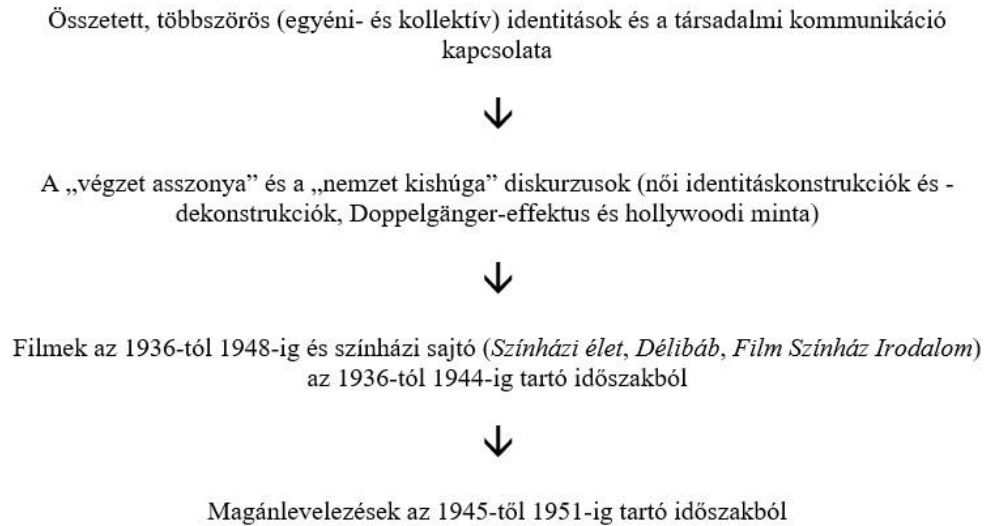 Összetett, többszörös (egyéni- és kollektív) identitások és a társadalmi kommunikáció
kapcsolata
↓
A „végzet asszonya” és a „nemzet kishúga” diskurzusok (női identitáskonstrukciók és -
dekonstrukciók, Doppelgänger-effektus és hollywoodi minta)
↓
Filmek az 1936-tól 1948-ig és színházi sajtó (Színházi élet, Délibáb, Film Színház Irodalom)
az 1936-tól 1944-ig tartó időszakból
↓
Magánlevelezések az 1945-től 1951-ig tartó időszakból